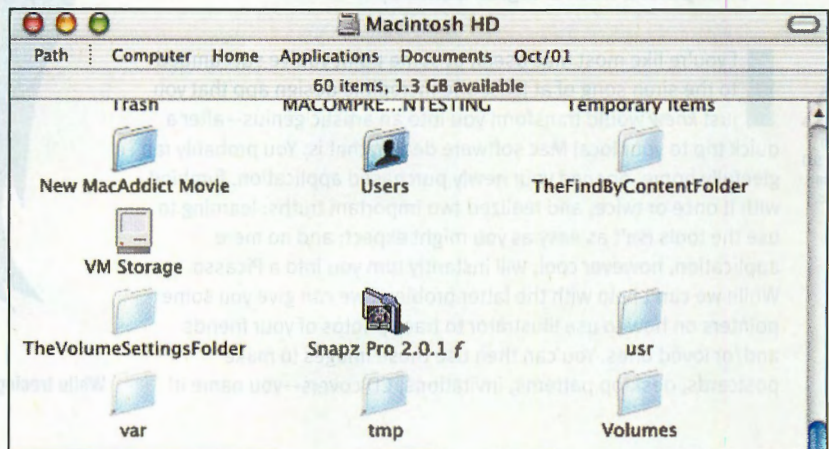 Macintosh HD
Path Computer Home Applications Documents Oct/01
60 items, 1.3 GB available
Trash MACOMPRE...NTESTING Temporary Items
New MacAddict Movie Users TheFindByContentFolder
VM Storage
TheVolumeSettingsFolder Snapz Pro 2.0.1 f usr
var tmp Volumes